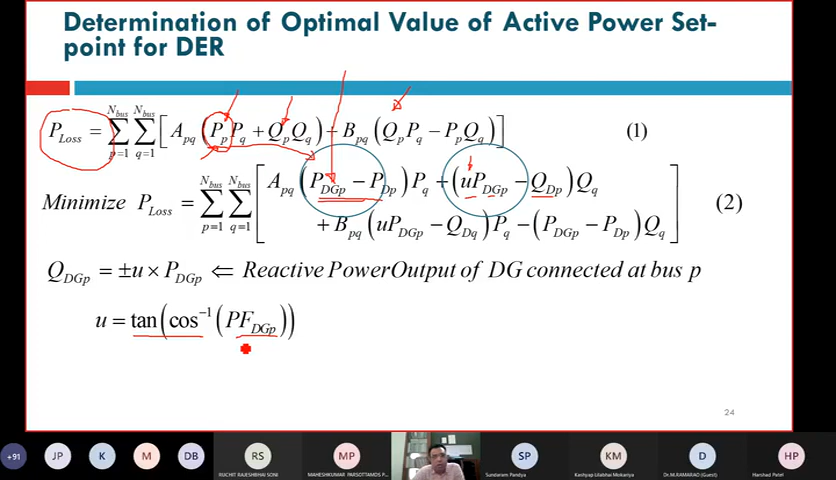 Determination of Optimal Value of Active Power Set-
point for DER
P_Loss = Σ_{p=1}^{N_bus} Σ_{q=1}^{N_bus} [ A_pq (P_p P_q + Q_p Q_q) + B_pq (Q_p P_q − P_p Q_q) ] (1)
Minimize P_Loss = Σ_{p=1}^{N_bus} Σ_{q=1}^{N_bus} [ A_pq (P_DGp − P_Dp) P_q + (uP_DGp − Q_Dp) Q_q
+ B_pq (uP_DGp − Q_Dq) P_q − (P_DGp − P_Dp) Q_q ] (2)
Q_DGp = ±u × P_DGp ⇐ Reactive PowerOutput of DG connected at bus p
u = tan(cos⁻¹(PF_DGp))
24
+91 JP K M DB RS MP SP KM D HP
RUCHIT RAJESHBHAI SONI MAHESHKUMAR PARSOTTAMDS P... Sundaram Pandya Kashyap Lilabhai Mokariya Dr.M.RAMARAO (Guest) Harshad Patel